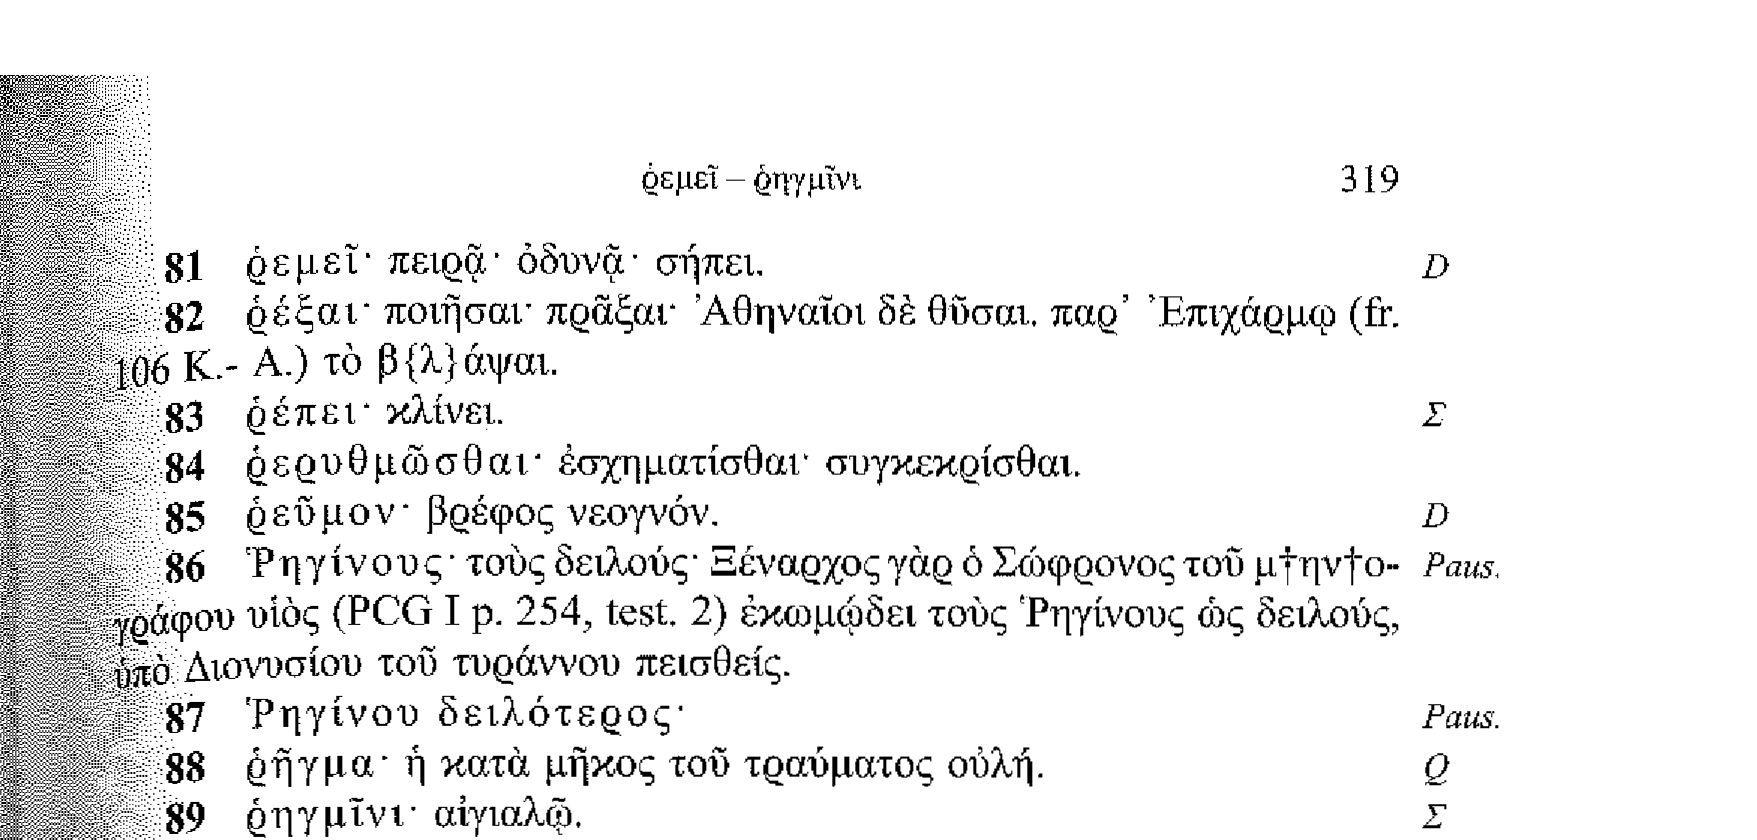 ῥεμεῖ – ῥηγμῖνι 319
81 ῥεμεῖ· πειρᾷ· ὀδυνᾷ· σήπει. D
82 ῥέξαι· ποιῆσαι· πρᾶξαι· Ἀθηναῖοι δὲ θῦσαι. παρ’ Ἐπιχάρμῳ (fr.
106 K.- A.) τὸ β{λ}άψαι.
83 ῥέπει· κλίνει. Σ
84 ῥερυθμῶσθαι· ἐσχηματίσθαι· συγκεκρίσθαι.
85 ῥεῦμον· βρέφος νεογνόν. D
86 Ῥηγίνους· τοὺς δειλούς· Ξέναρχος γὰρ ὁ Σώφρονος τοῦ μ†ην†ο- Paus.
γράφου υἱὸς (PCG I p. 254, test. 2) ἐκωμῴδει τοὺς Ῥηγίνους ὡς δειλούς,
ὑπὸ Διονυσίου τοῦ τυράννου πεισθείς.
87 Ῥηγίνου δειλότερος· Paus.
88 ῥῆγμα· ἡ κατὰ μῆκος τοῦ τραύματος οὐλή. Q
89 ῥηγμῖνι· αἰγιαλῷ. Σ